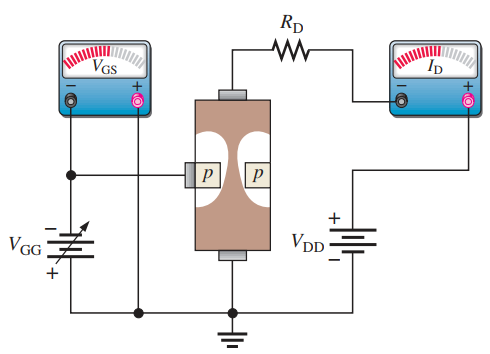 R_D
V_GS
− +
I_D
− +
p p
−
V_GG
+
+
V_DD
−